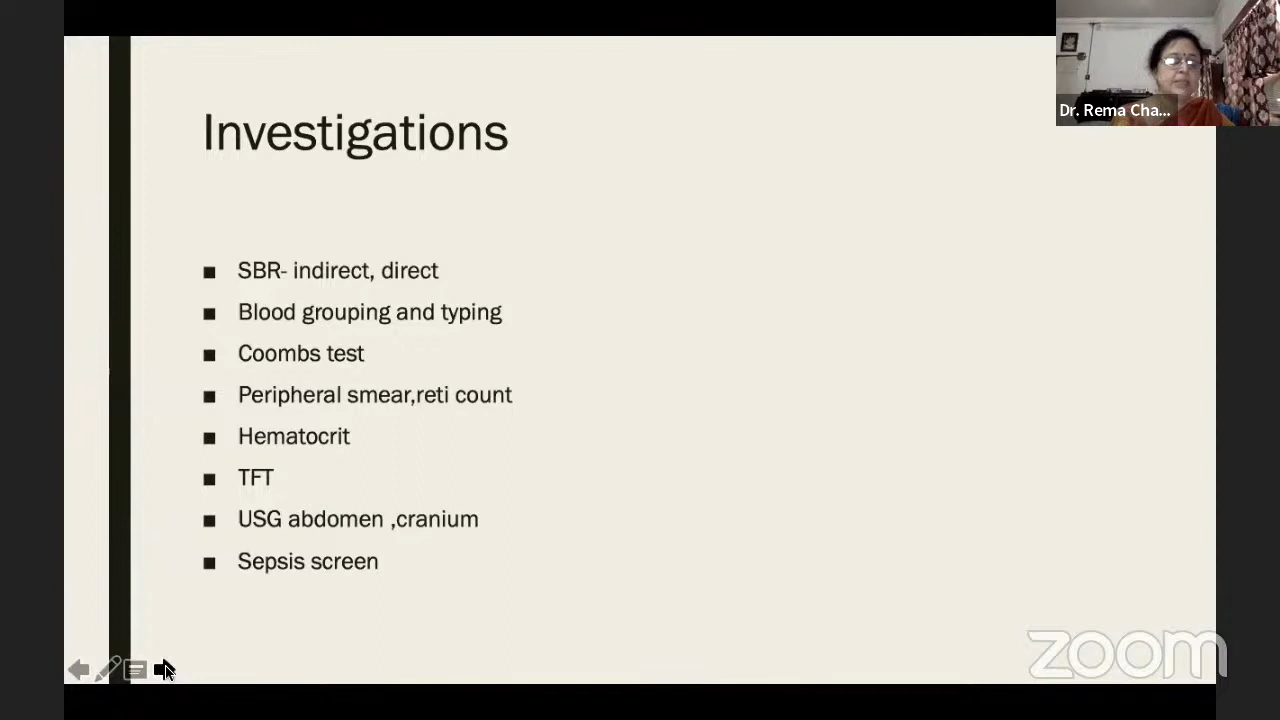 Dr. Rema Cha...
Investigations
■ SBR- indirect, direct
■ Blood grouping and typing
■ Coombs test
■ Peripheral smear,reti count
■ Hematocrit
■ TFT
■ USG abdomen ,cranium
■ Sepsis screen
zoom